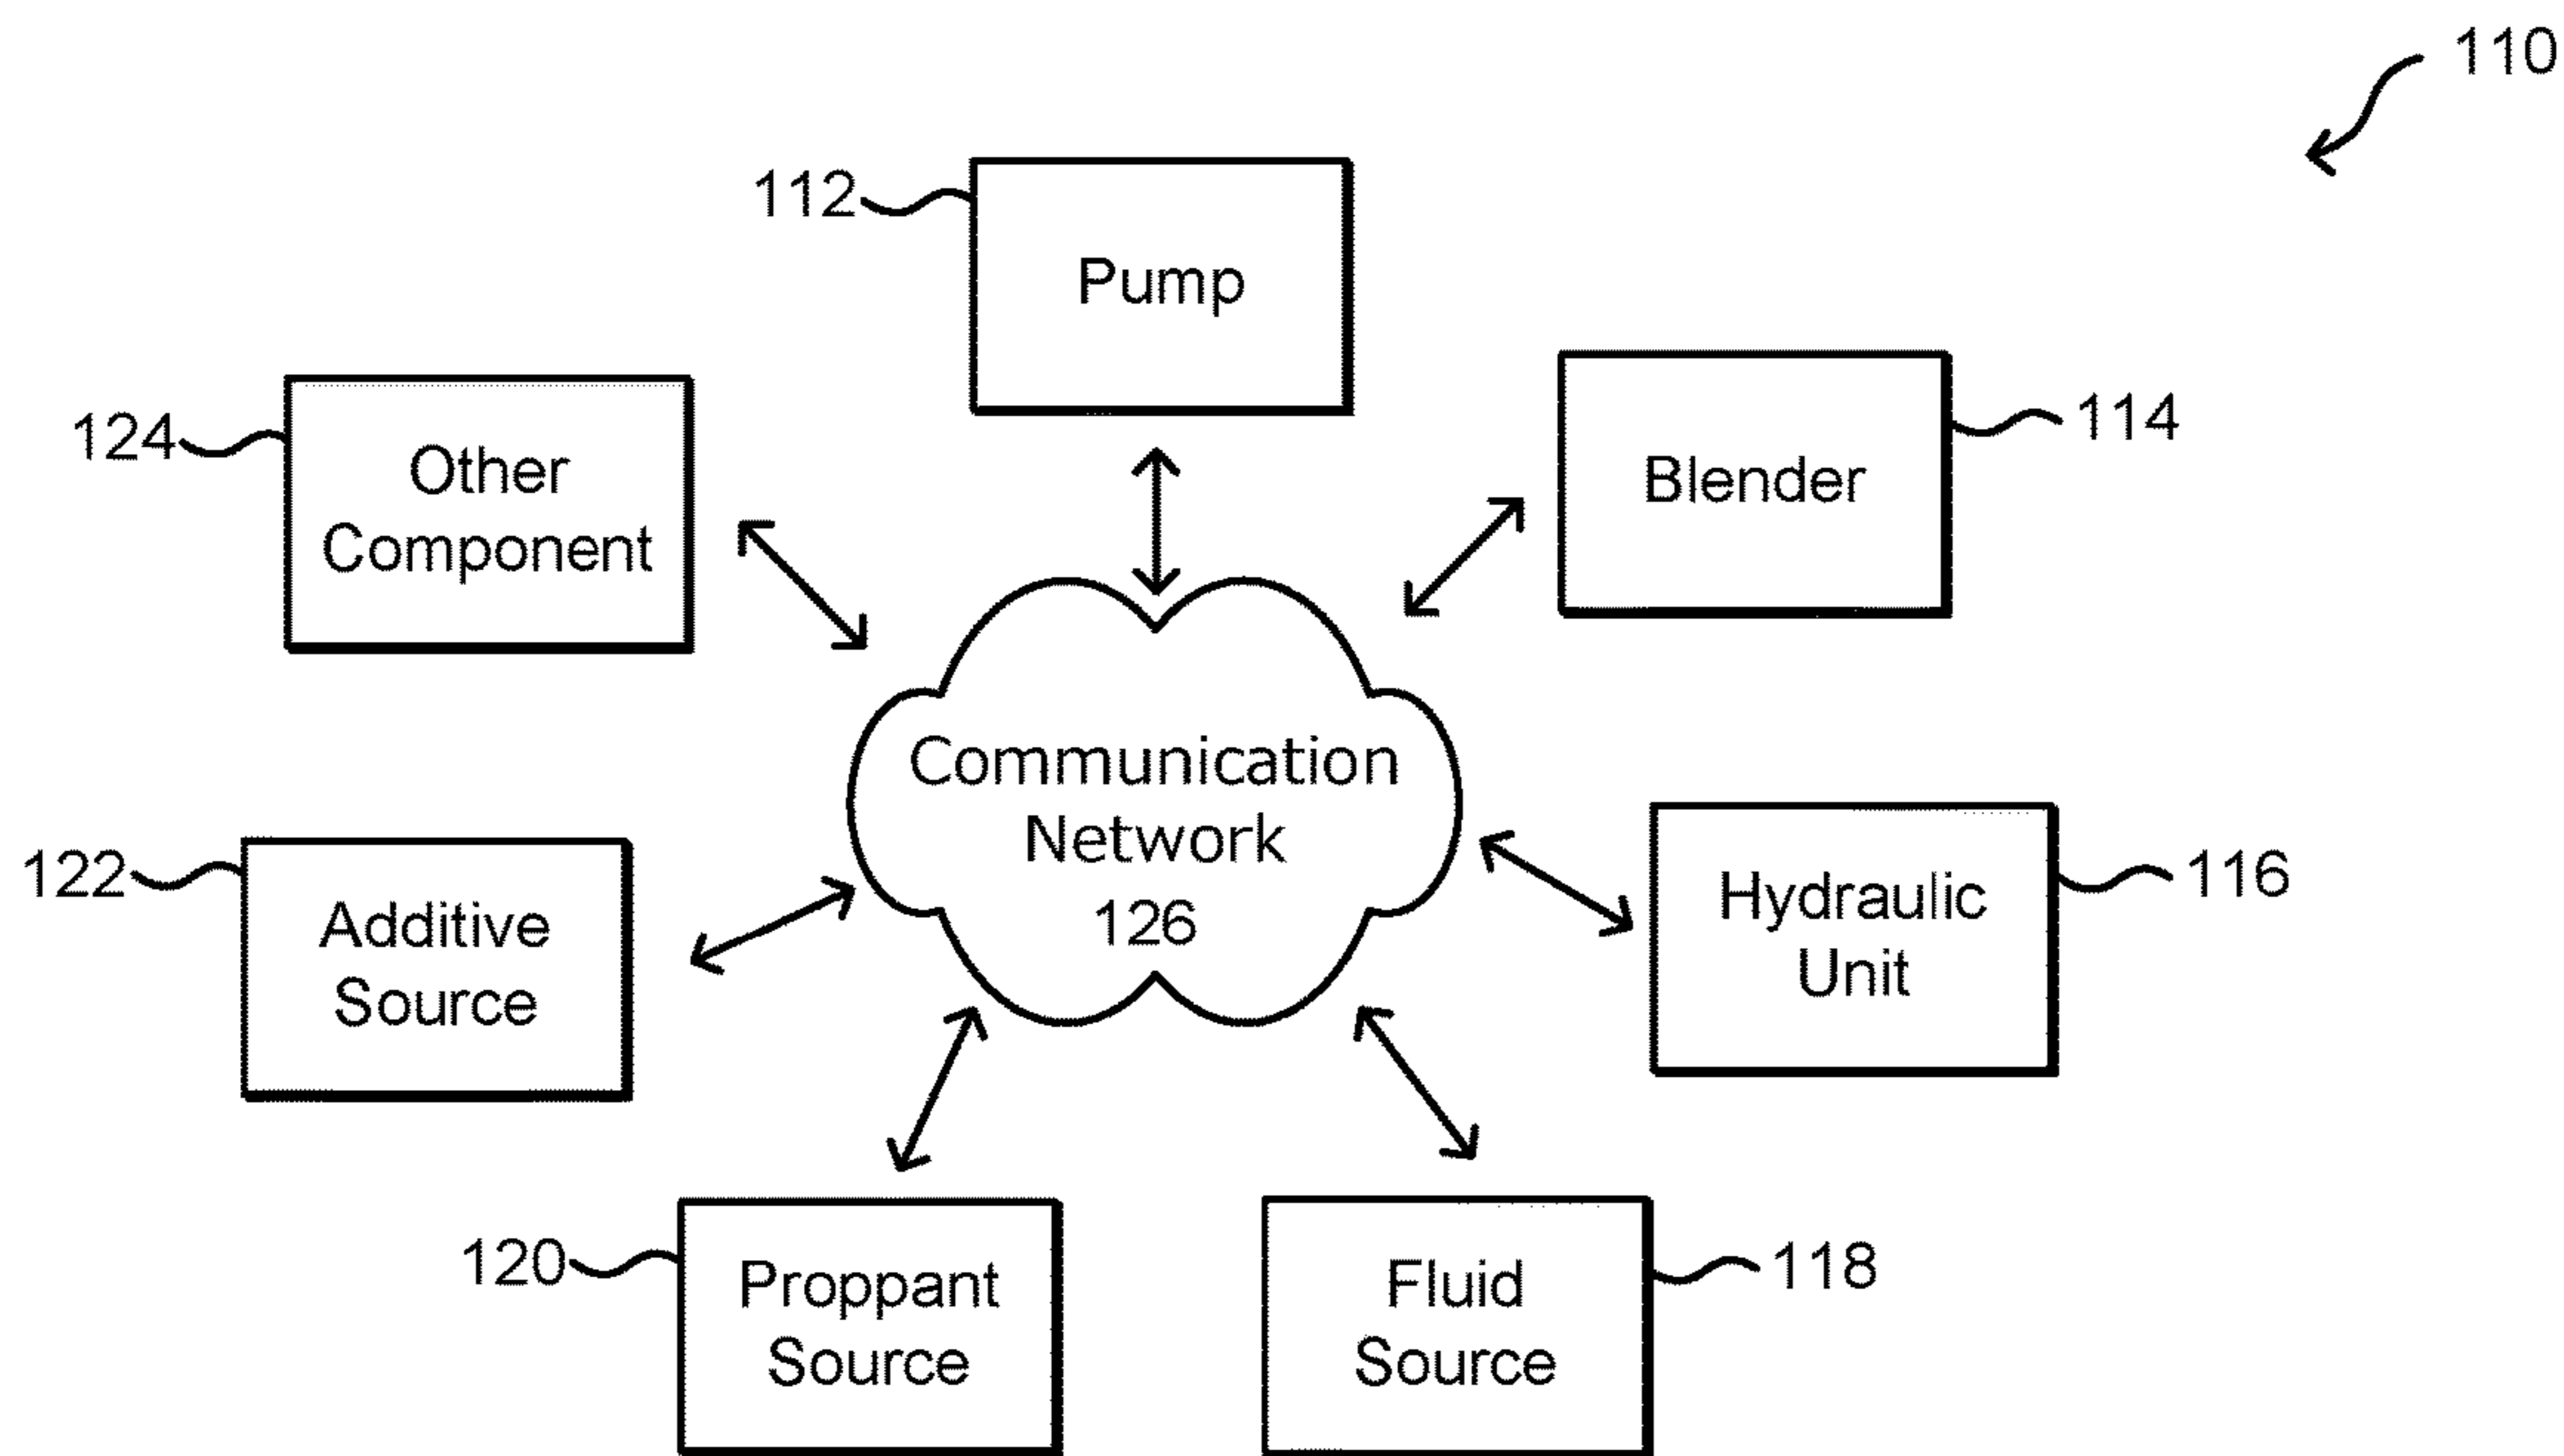 110
112
Pump
124
Other
Component
Blender
114
Communication
Network
126
122
Additive
Source
Hydraulic
Unit
116
120
Proppant
Source
Fluid
Source
118